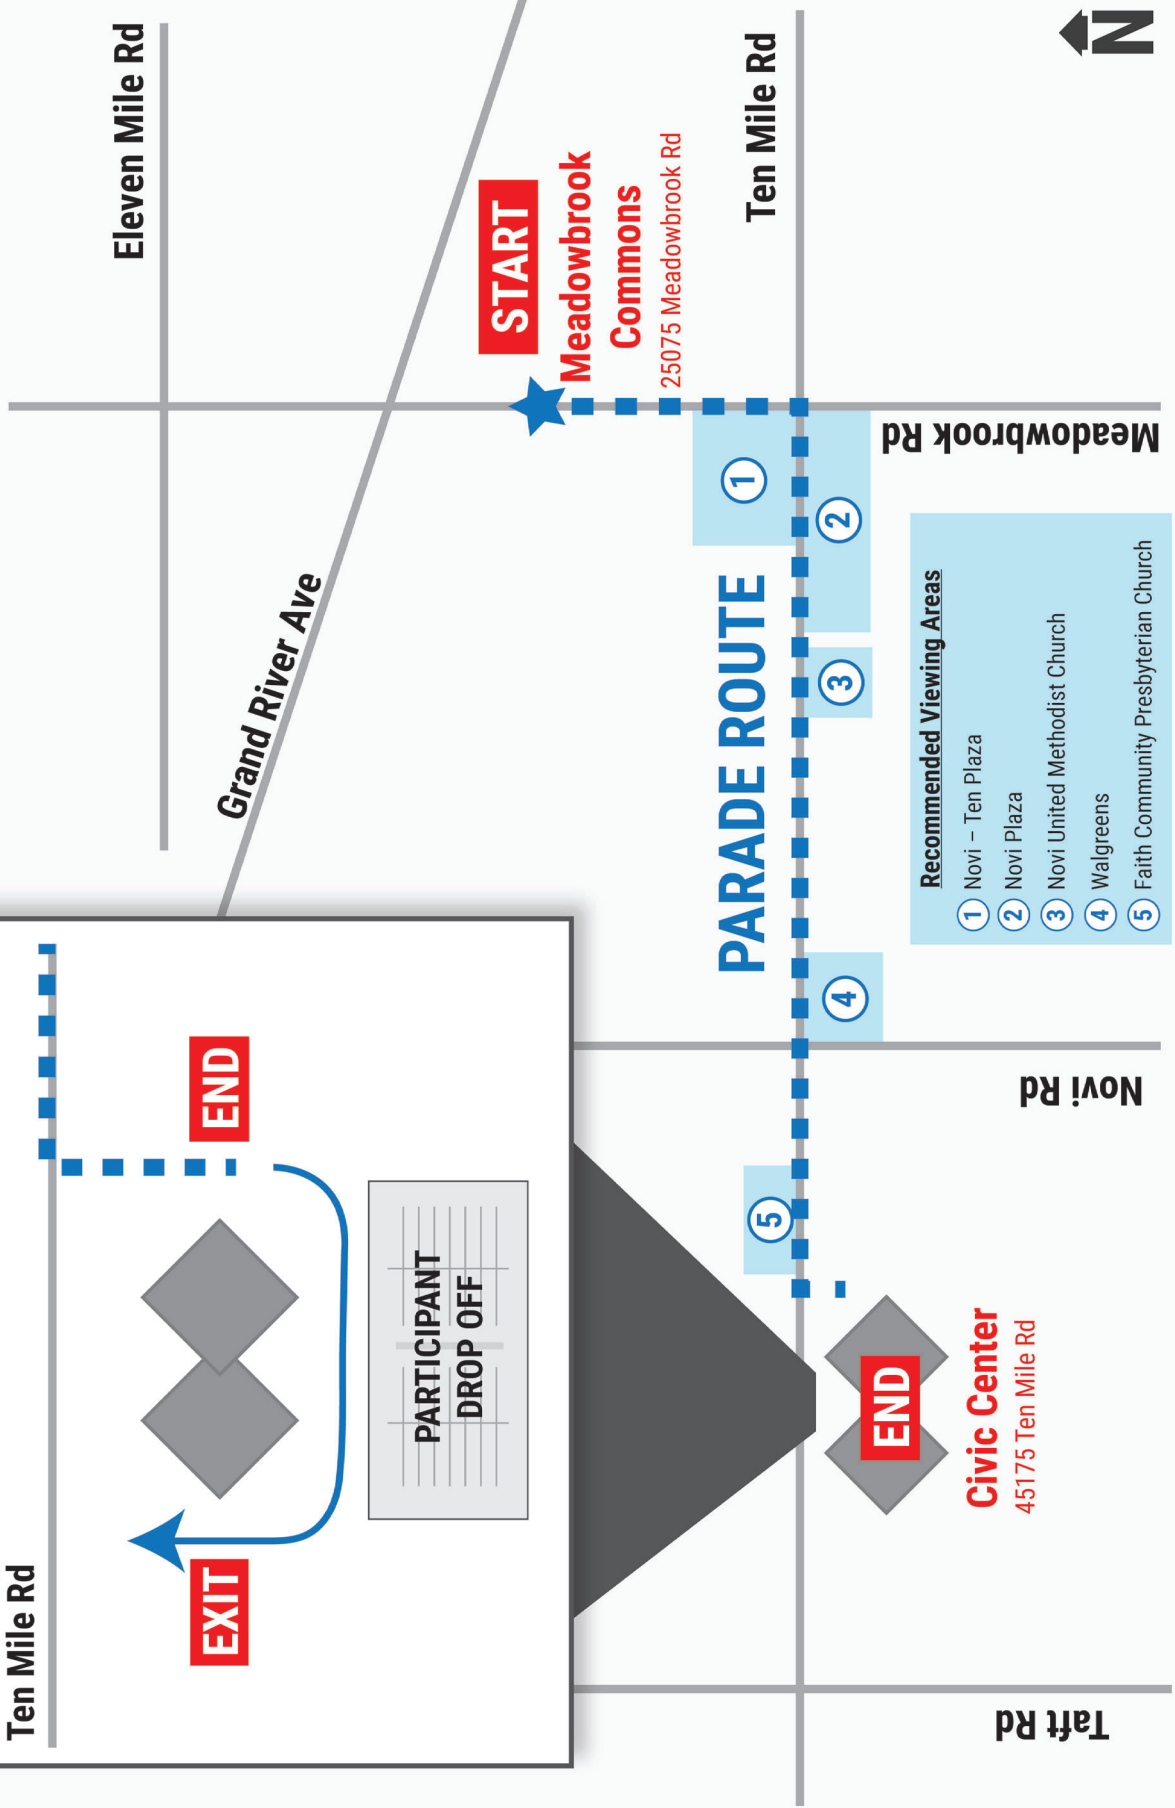 Ten Mile Rd
EXIT
END
PARTICIPANT
DROP OFF
Eleven Mile Rd
Grand River Ave
START
Meadowbrook
Commons
25075 Meadowbrook Rd
PARADE ROUTE
Ten Mile Rd
1
2
3
4
5
END
Civic Center
45175 Ten Mile Rd
Taft Rd
Novi Rd
Meadowbrook Rd
Recommended Viewing Areas
1 Novi – Ten Plaza
2 Novi Plaza
3 Novi United Methodist Church
4 Walgreens
5 Faith Community Presbyterian Church
N